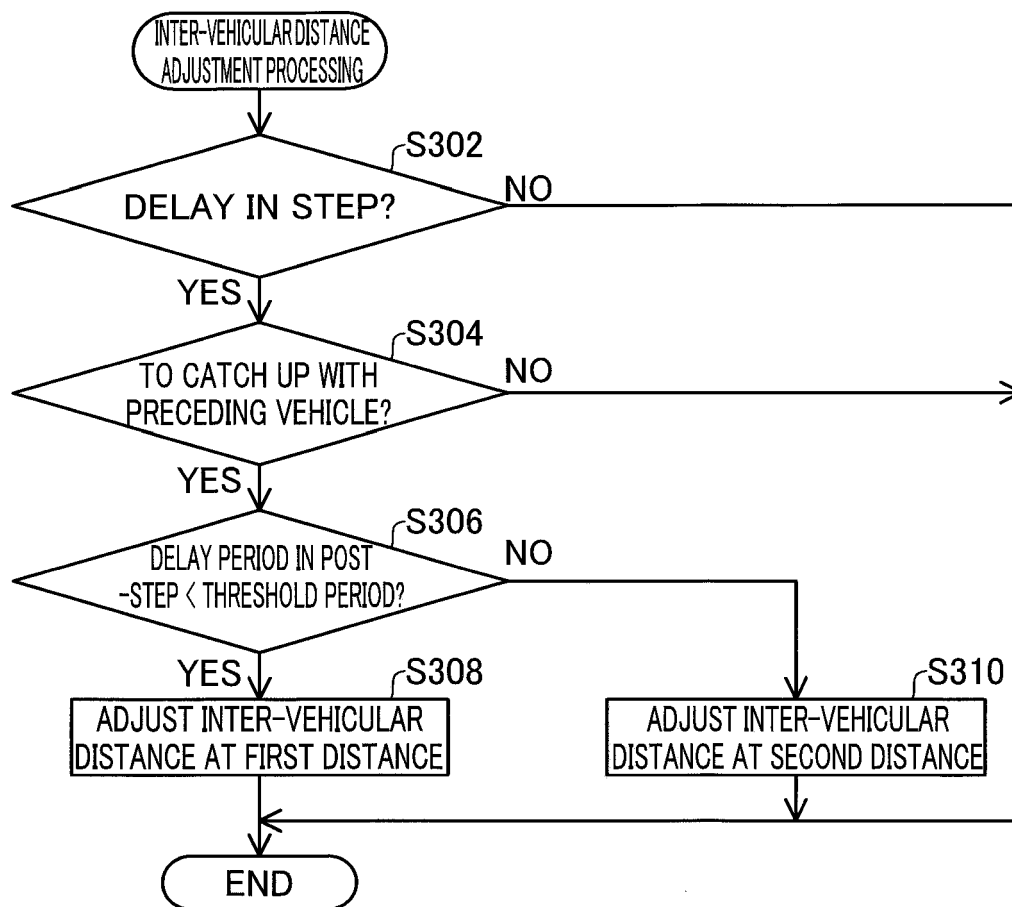 INTER-VEHICULAR DISTANCE
ADJUSTMENT PROCESSING
S302
DELAY IN STEP?
NO
YES
S304
TO CATCH UP WITH
PRECEDING VEHICLE?
NO
YES
S306
DELAY PERIOD IN POST
-STEP < THRESHOLD PERIOD?
NO
YES
S308
ADJUST INTER-VEHICULAR
DISTANCE AT FIRST DISTANCE
S310
ADJUST INTER-VEHICULAR
DISTANCE AT SECOND DISTANCE
END